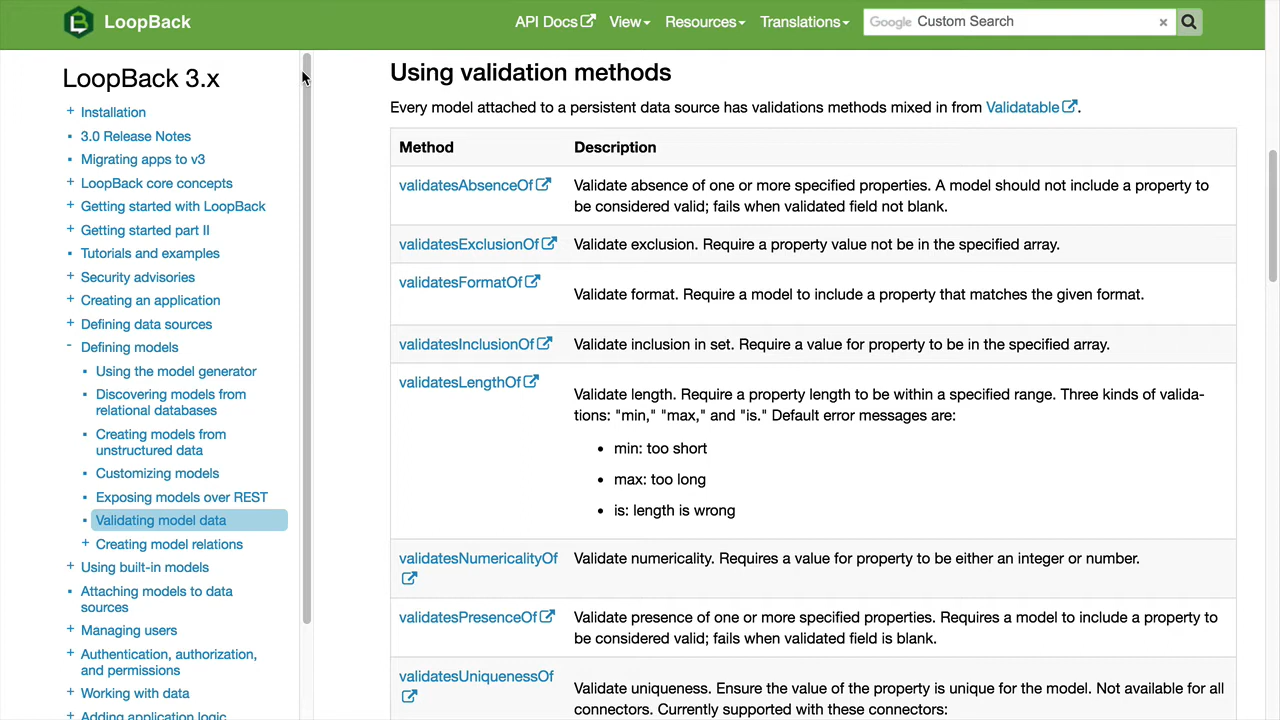 LoopBack
API Docs
View
Resources
Translations
Google Custom Search
×
LoopBack 3.x
+ Installation
3.0 Release Notes
Migrating apps to v3
+ LoopBack core concepts
+ Getting started with LoopBack
+ Getting started part II
Tutorials and examples
+ Security advisories
+ Creating an application
+ Defining data sources
- Defining models
Using the model generator
Discovering models from
relational databases
Creating models from
unstructured data
Customizing models
Exposing models over REST
Validating model data
+ Creating model relations
+ Using built-in models
Attaching models to data
sources
+ Managing users
+ Authentication, authorization,
and permissions
+ Working with data
+ Adding application logic
Using validation methods
Every model attached to a persistent data source has validations methods mixed in from Validatable.
Method Description
validatesAbsenceOf Validate absence of one or more specified properties. A model should not include a property to
be considered valid; fails when validated field not blank.
validatesExclusionOf Validate exclusion. Require a property value not be in the specified array.
validatesFormatOf
Validate format. Require a model to include a property that matches the given format.
validatesInclusionOf Validate inclusion in set. Require a value for property to be in the specified array.
validatesLengthOf
Validate length. Require a property length to be within a specified range. Three kinds of valida-
tions: "min," "max," and "is." Default error messages are:
• min: too short
• max: too long
• is: length is wrong
validatesNumericalityOf Validate numericality. Requires a value for property to be either an integer or number.
validatesPresenceOf Validate presence of one or more specified properties. Requires a model to include a property to
be considered valid; fails when validated field is blank.
validatesUniquenessOf
Validate uniqueness. Ensure the value of the property is unique for the model. Not available for all
connectors. Currently supported with these connectors: